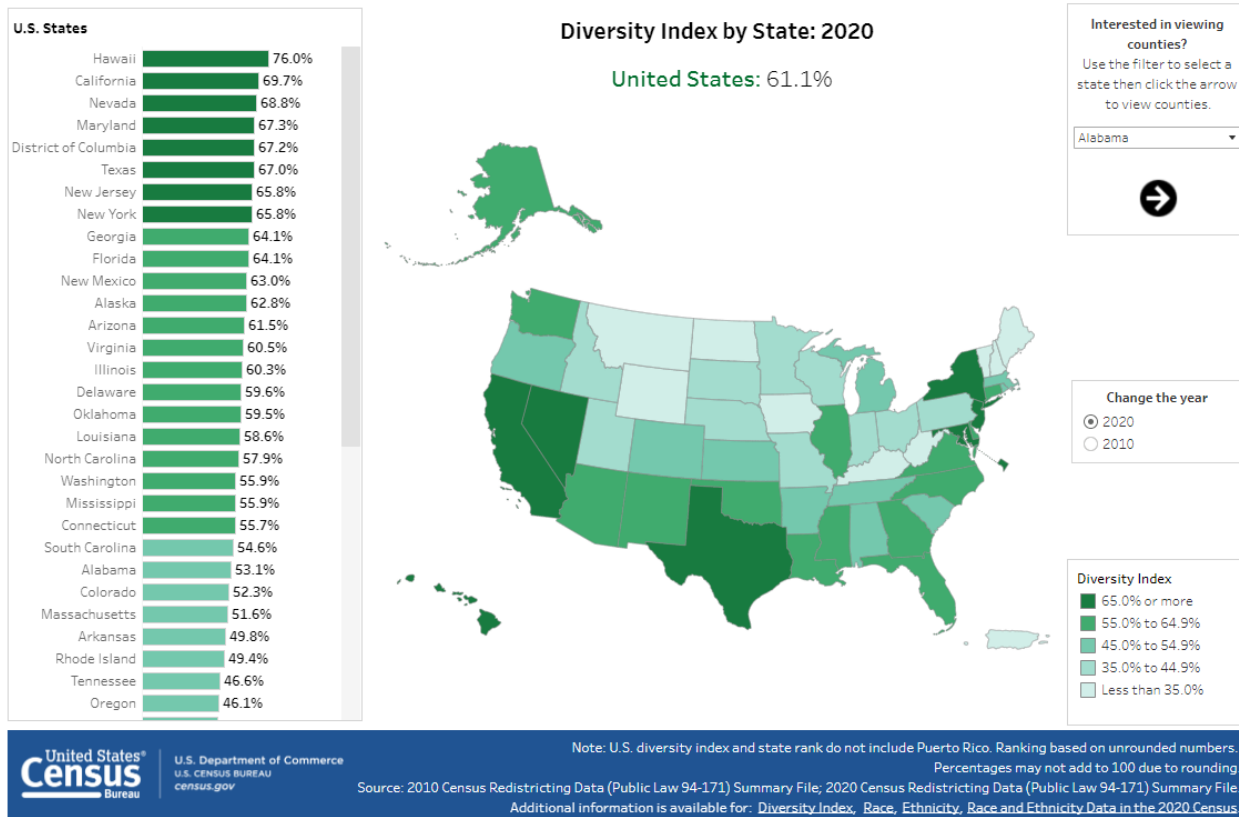 U.S. States
Hawaii 76.0%
California 69.7%
Nevada 68.8%
Maryland 67.3%
District of Columbia 67.2%
Texas 67.0%
New Jersey 65.8%
New York 65.8%
Georgia 64.1%
Florida 64.1%
New Mexico 63.0%
Alaska 62.8%
Arizona 61.5%
Virginia 60.5%
Illinois 60.3%
Delaware 59.6%
Oklahoma 59.5%
Louisiana 58.6%
North Carolina 57.9%
Washington 55.9%
Mississippi 55.9%
Connecticut 55.7%
South Carolina 54.6%
Alabama 53.1%
Colorado 52.3%
Massachusetts 51.6%
Arkansas 49.8%
Rhode Island 49.4%
Tennessee 46.6%
Oregon 46.1%
Diversity Index by State: 2020
United States: 61.1%
Interested in viewing
counties?
Use the filter to select a
state then click the arrow
to view counties.
Alabama
Change the year
2020
2010
Diversity Index
65.0% or more
55.0% to 64.9%
45.0% to 54.9%
35.0% to 44.9%
Less than 35.0%
United States®
Census
Bureau
U.S. Department of Commerce
U.S. CENSUS BUREAU
census.gov
Note: U.S. diversity index and state rank do not include Puerto Rico. Ranking based on unrounded numbers.
Percentages may not add to 100 due to rounding.
Source: 2010 Census Redistricting Data (Public Law 94-171) Summary File; 2020 Census Redistricting Data (Public Law 94-171) Summary File
Additional information is available for: Diversity Index, Race, Ethnicity, Race and Ethnicity Data in the 2020 Census